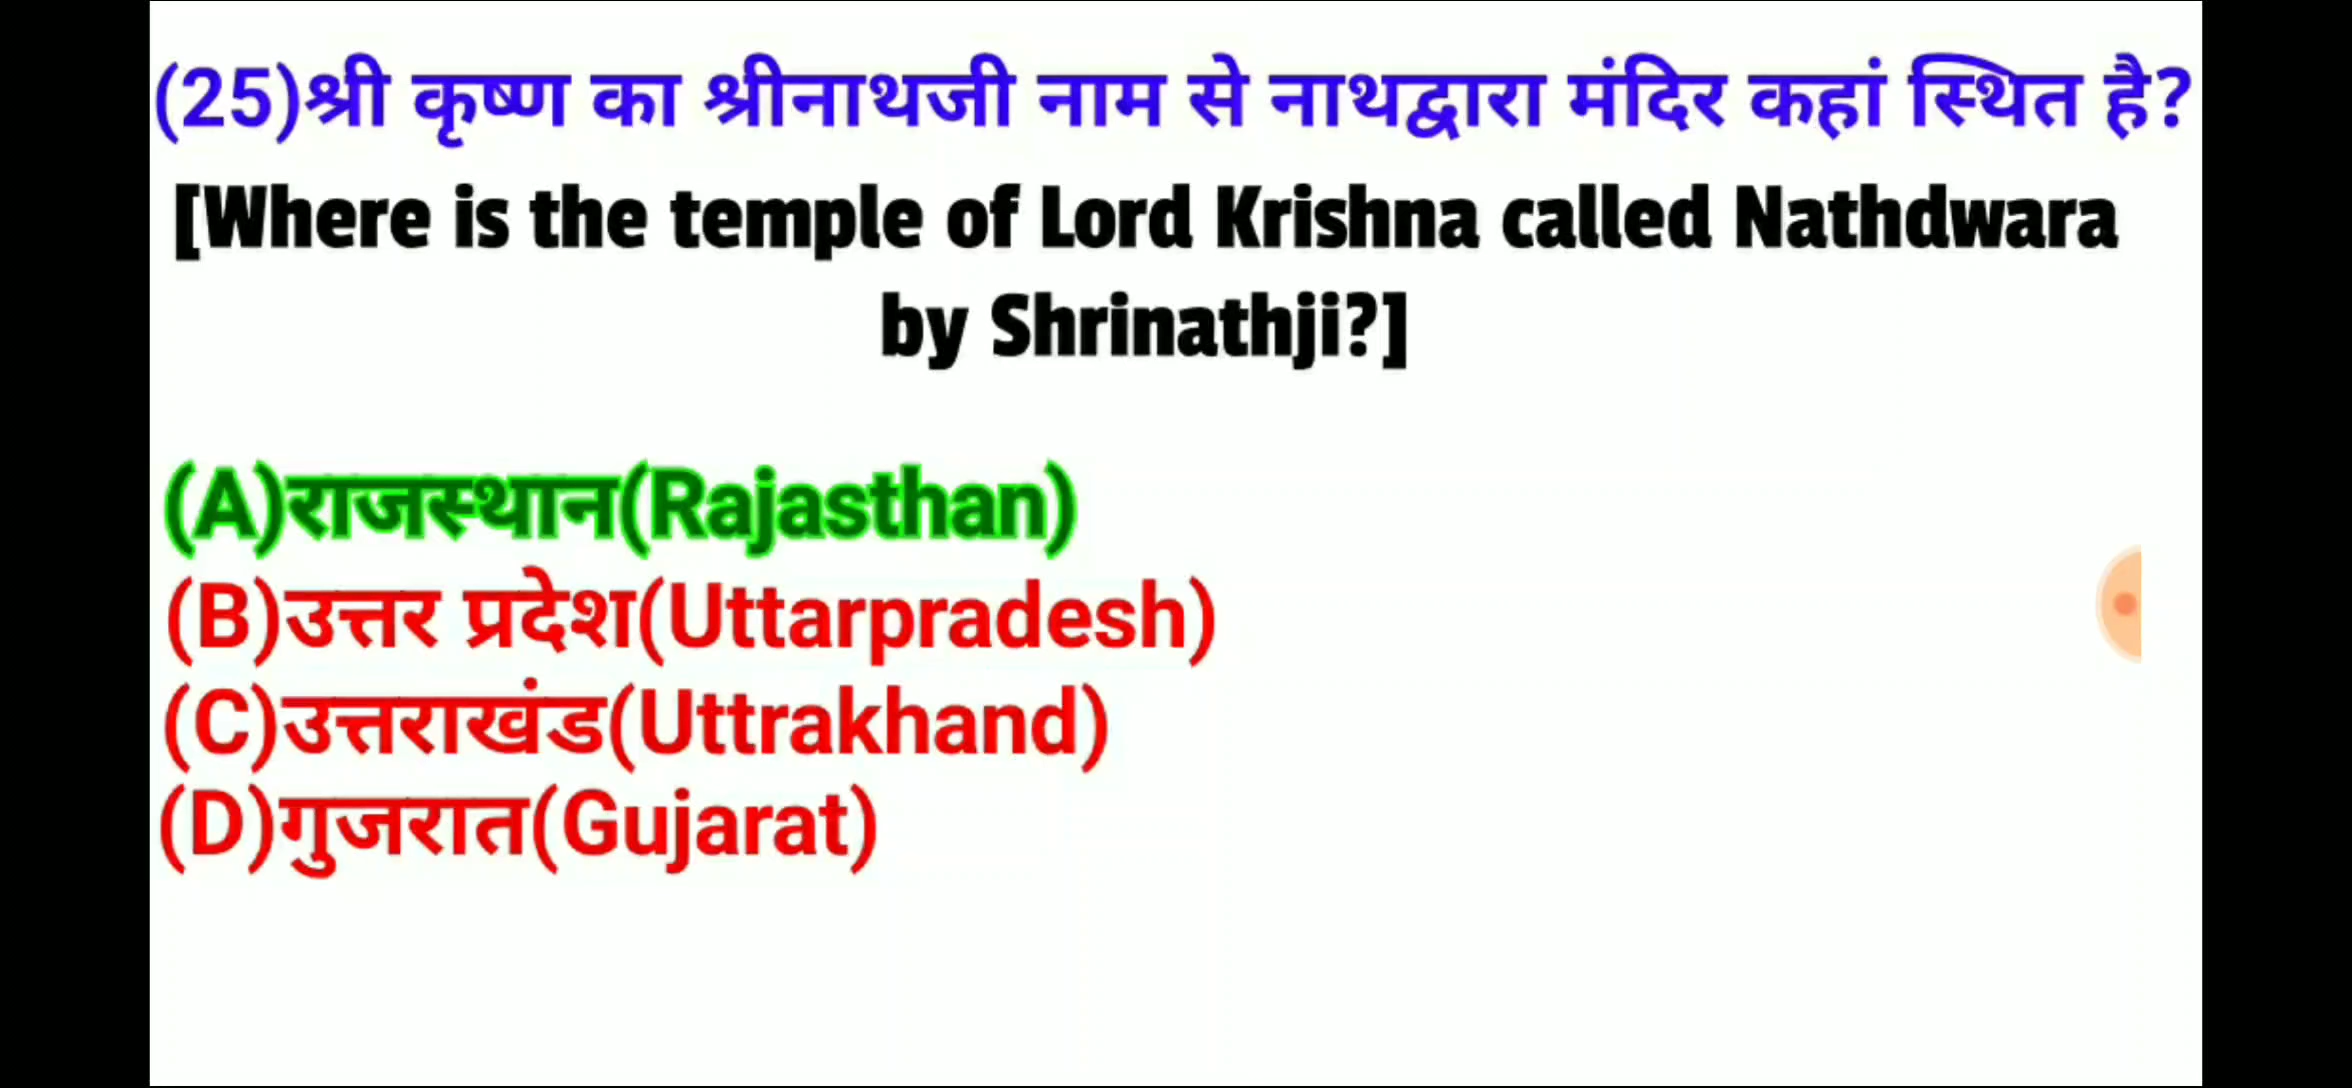 (25)श्री कृष्ण का श्रीनाथजी नाम से नाथद्वारा मंदिर कहां स्थित है?
[Where is the temple of Lord Krishna called Nathdwara
by Shrinathji?]
(A)राजस्थान(Rajasthan)
(B)उत्तर प्रदेश(Uttarpradesh)
(C)उत्तराखंड(Uttrakhand)
(D)गुजरात(Gujarat)